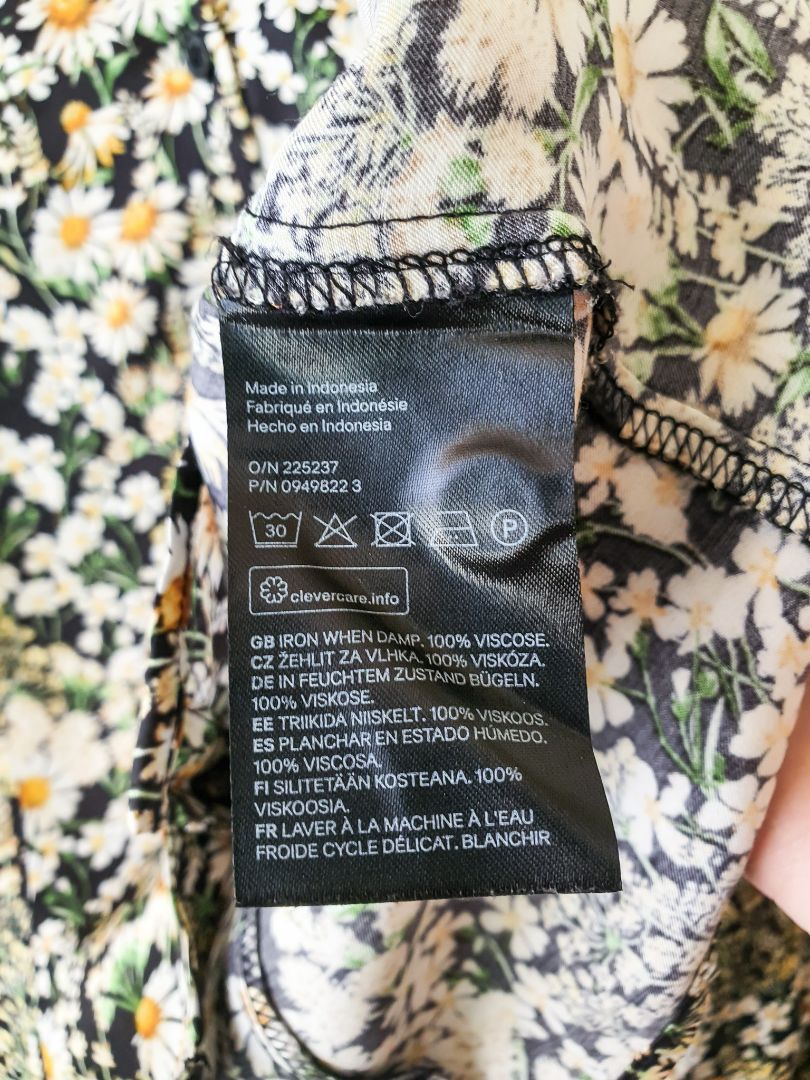 Made in Indonesia
Fabriqué en Indonésie
Hecho en Indonesia
O/N 225237
P/N 0949822 3
30
P
clevercare.info
GB IRON WHEN DAMP. 100% VISCOSE.
CZ ŽEHLIT ZA VLHKA. 100% VISKÓZA.
DE IN FEUCHTEM ZUSTAND BÜGELN.
100% VISKOSE.
EE TRIIKIDA NIISKELT. 100% VISKOOS.
ES PLANCHAR EN ESTADO HÚMEDO.
100% VISCOSA.
FI SILITETÄÄN KOSTEANA. 100%
VISKOOSIA.
FR LAVER À LA MACHINE À L'EAU
FROIDE CYCLE DÉLICAT. BLANCHIR